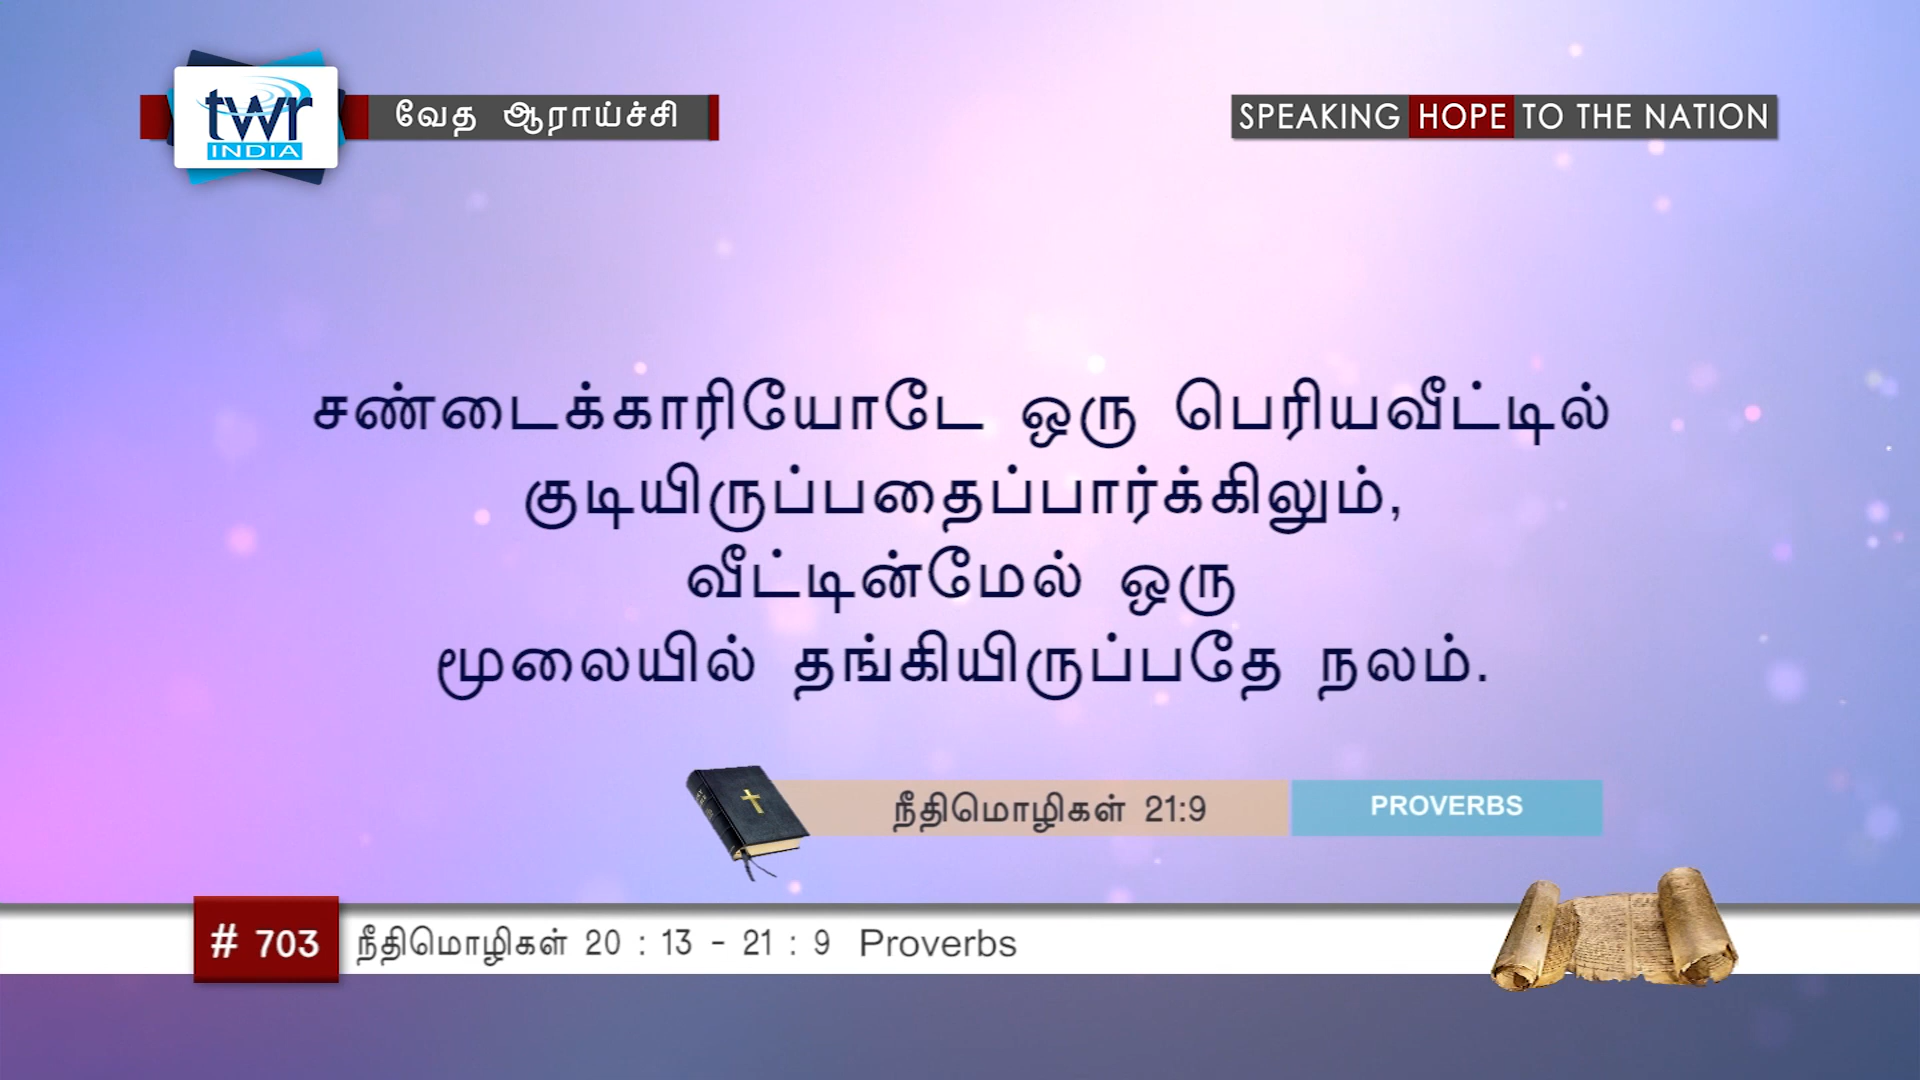 twr
INDIA
வேத ஆராய்ச்சி
SPEAKING HOPE TO THE NATION
சண்டைக்காரியோடே ஒரு பெரியவீட்டில்
குடியிருப்பதைப்பார்க்கிலும்,
வீட்டின்மேல் ஒரு
மூலையில் தங்கியிருப்பதே நலம்.
நீதிமொழிகள் 21:9
PROVERBS
# 703
நீதிமொழிகள் 20 : 13 - 21 : 9 Proverbs